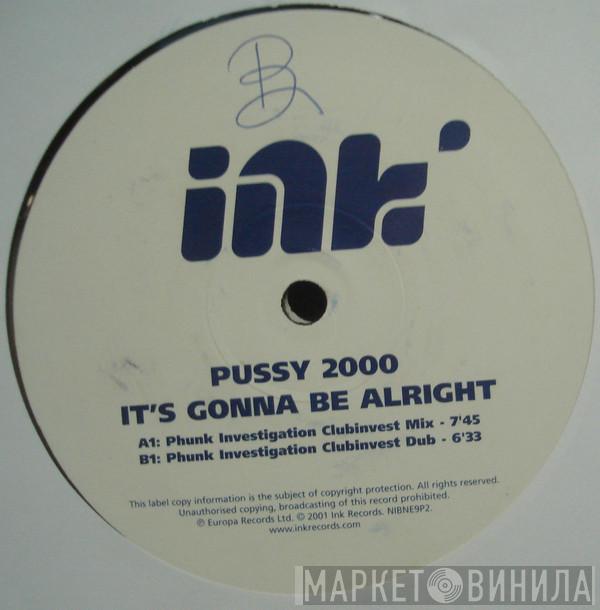 B
ink'
PUSSY 2000
IT'S GONNA BE ALRIGHT
A1: Phunk Investigation Clubinvest Mix - 7'45
B1: Phunk Investigation Clubinvest Dub - 6'33
This label copy information is the subject of copyright protection. All rights reserved.
Unauthorised copying, broadcasting of this record prohibited.
℗ Europa Records Ltd. © 2001 Ink Records. NIBNE9P2.
www.inkrecords.com
МАРКЕТ ВИНИЛА